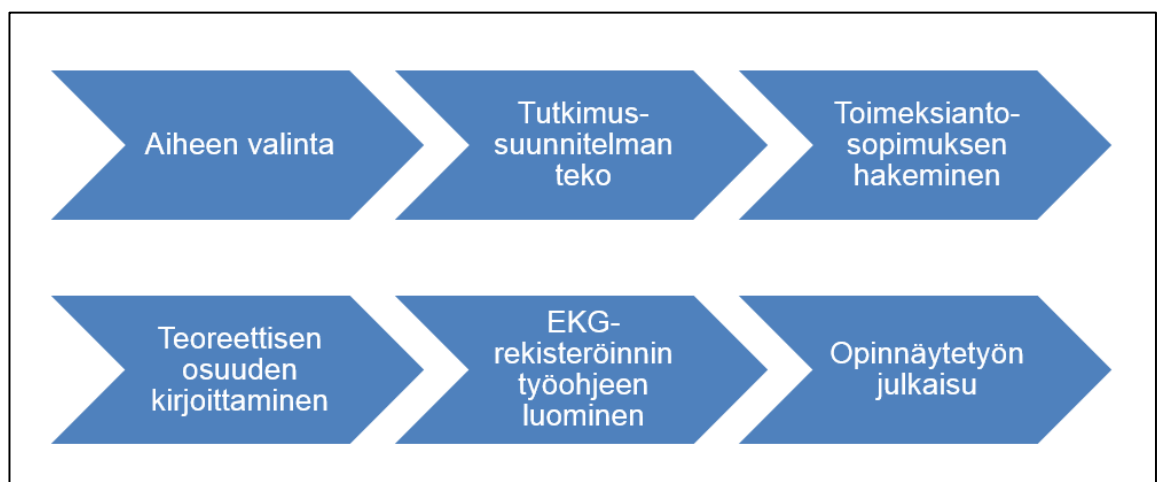 Aiheen valinta
Tutkimus-
suunnitelman
teko
Toimeksianto-
sopimuksen
hakeminen
Teoreettisen
osuuden
kirjoittaminen
EKG-
rekisteröinnin
työohjeen
luominen
Opinnäytetyön
julkaisu